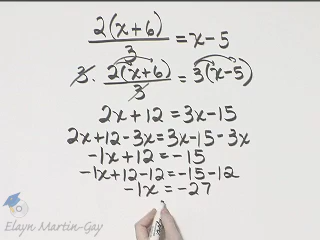 2(x+6)/3 = x-5
3 · 2(x+6)/3 = 3(x-5)
2x+12 = 3x-15
2x+12-3x = 3x-15-3x
-1x+12 = -15
-1x+12-12 = -15-12
-1x = -27
Elayn Martin-Gay